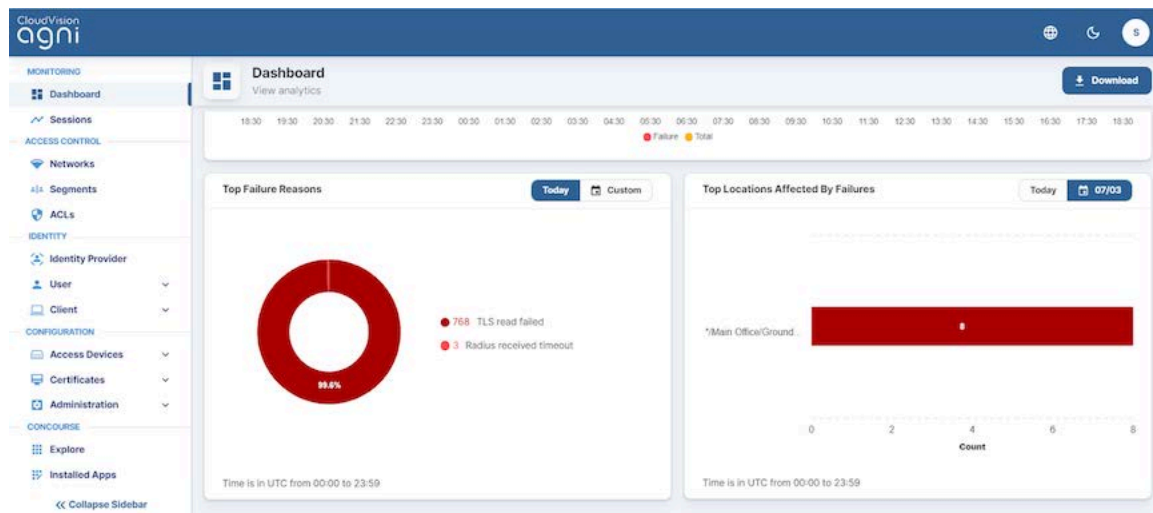 CloudVision
agni
S
MONITORING
Dashboard
Sessions
ACCESS CONTROL
Networks
Segments
ACLs
IDENTITY
Identity Provider
User
Client
CONFIGURATION
Access Devices
Certificates
Administration
CONCOURSE
Explore
Installed Apps
Collapse Sidebar
Dashboard
View analytics
Download
18:30 19:30 20:30 21:30 22:30 23:30 00:30 01:30 02:30 03:30 04:30 05:30 06:30 07:30 08:30 09:30 10:30 11:30 12:30 13:30 14:30 15:30 16:30 17:30 18:30
Failure Total
Top Failure Reasons
Today Custom
768 TLS read failed
3 Radius received timeout
99.6%
Time is in UTC from 00:00 to 23:59
Top Locations Affected By Failures
Today 07/03
*/Main Office/Ground...
8
0 2 4 6 8
Count
Time is in UTC from 00:00 to 23:59